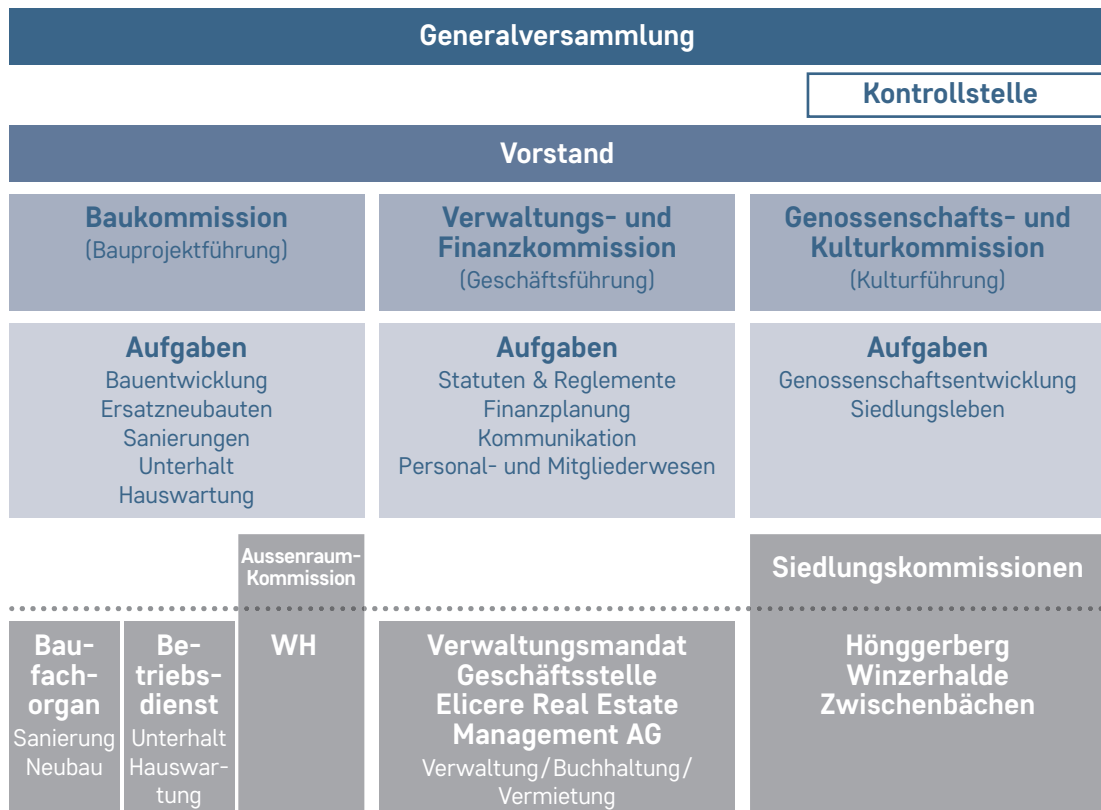 Generalversammlung
Kontrollstelle
Vorstand
Baukommission
(Bauprojektführung)
Verwaltungs- und
Finanzkommission
(Geschäftsführung)
Genossenschafts- und
Kulturkommission
(Kulturführung)
Aufgaben
Bauentwicklung
Ersatzneubauten
Sanierungen
Unterhalt
Hauswartung
Aufgaben
Statuten & Reglemente
Finanzplanung
Kommunikation
Personal- und Mitgliederwesen
Aufgaben
Genossenschaftsentwicklung
Siedlungsleben
Aussenraum-
Kommission
Siedlungskommissionen
Bau-
fach-
organ
Sanierung
Neubau
Be-
triebs-
dienst
Unterhalt
Hauswar-
tung
WH
Verwaltungsmandat
Geschäftsstelle
Elicere Real Estate
Management AG
Verwaltung/Buchhaltung/
Vermietung
Hönggerberg
Winzerhalde
Zwischenbächen